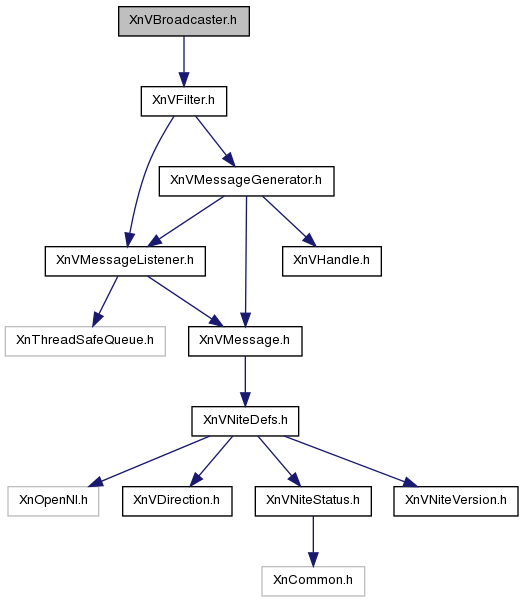 XnVBroadcaster.h
XnVFilter.h
XnVMessageGenerator.h
XnVMessageListener.h
XnVHandle.h
XnThreadSafeQueue.h
XnVMessage.h
XnVNiteDefs.h
XnOpenNI.h
XnVDirection.h
XnVNiteStatus.h
XnVNiteVersion.h
XnCommon.h